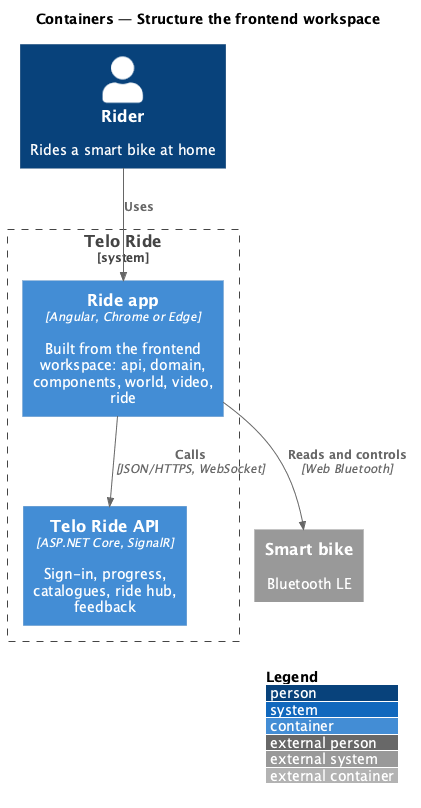 Containers — Structure the frontend workspace
Rider
Rides a smart bike at home
Uses
Telo Ride
[system]
Ride app
[Angular, Chrome or Edge]
Built from the frontend
workspace: api, domain,
components, world, video,
ride
Calls
[JSON/HTTPS, WebSocket]
Reads and controls
[Web Bluetooth]
Telo Ride API
[ASP.NET Core, SignalR]
Sign-in, progress,
catalogues, ride hub,
feedback
Smart bike
Bluetooth LE
Legend
person
system
container
external person
external system
external container